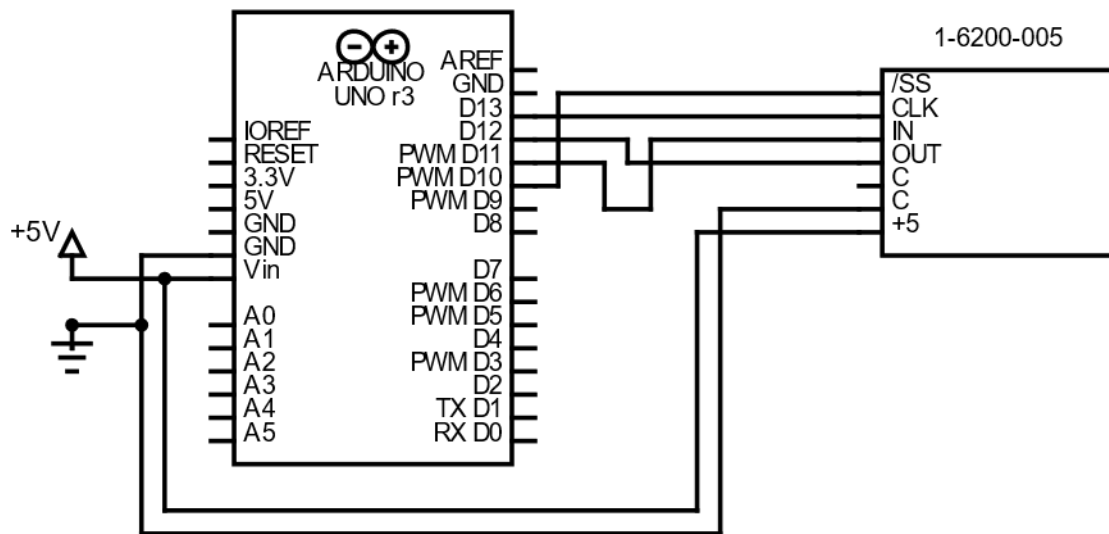 1-6200-005
ARDUINO
UNO r3
IOREF
RESET
3.3V
5V
GND
GND
Vin
A0
A1
A2
A3
A4
A5
AREF
GND
D13
D12
PWM D11
PWM D10
PWM D9
D8
D7
PWM D6
PWM D5
D4
PWM D3
D2
TX D1
RX D0
+5V
/SS
CLK
IN
OUT
C
C
+5